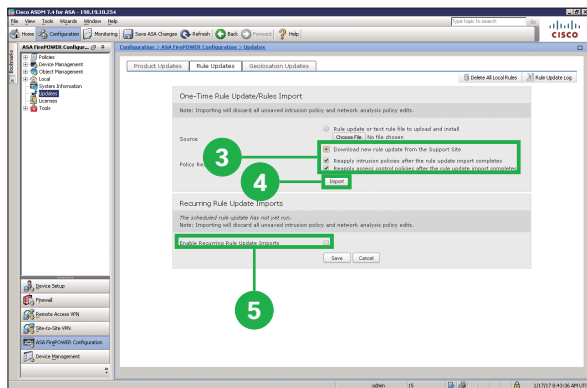 Cisco ASDM 7.4 for ASA - 198.19.10.254
File View Tools Wizards Window Help
Type topic to search
Go
Home Configuration Monitoring Save ASA Changes Refresh Back Forward Help
CISCO
Bookmarks
ASA FirePOWER Configur...
Configuration > ASA FirePOWER Configuration > Updates
Policies
Device Management
Object Management
Local
System Information
Updates
Licenses
Tools
Product Updates Rule Updates Geolocation Updates
Delete All Local Rules Rule Update Log
One-Time Rule Update/Rules Import
Note: Importing will discard all unsaved intrusion policy and network analysis policy edits.
Source
Rule update or text rule file to upload and install
Choose File No file chosen
Download new rule update from the Support Site
Policy Re
Reapply intrusion policies after the rule update import completes
Reapply access control policies after the rule update import completes
Import
3
4
Recurring Rule Update Imports
The scheduled rule update has not yet run.
Note: Importing will discard all unsaved intrusion policy and network analysis policy edits.
Enable Recurring Rule Update Imports
Save Cancel
5
Device Setup
Firewall
Remote Access VPN
Site-to-Site VPN
ASA FirePOWER Configuration
Device Management
admin 15 1/17/17 8:43:36 AM UTC